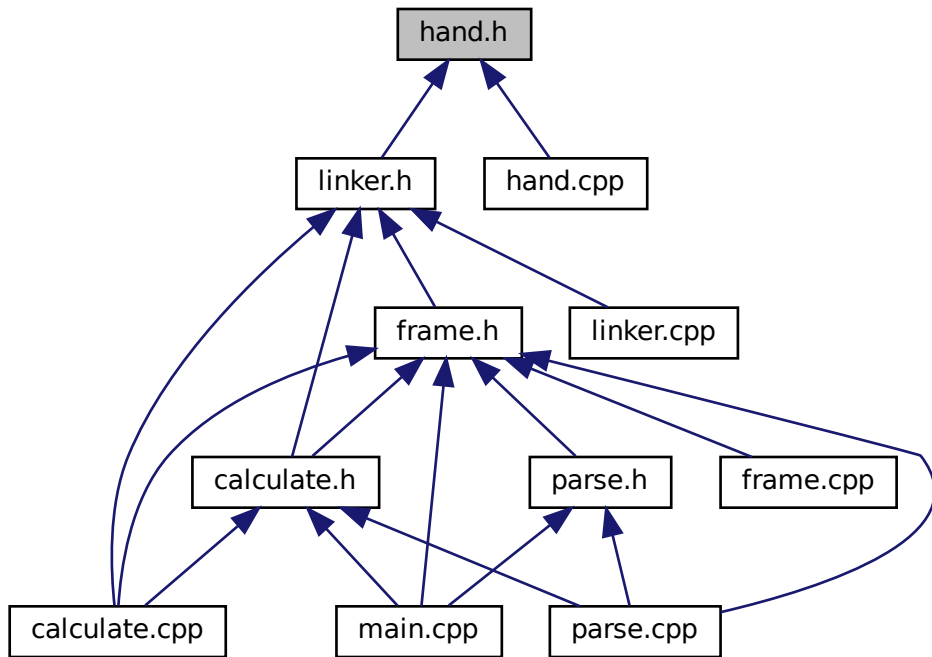 hand.h
linker.h
hand.cpp
frame.h
linker.cpp
calculate.h
parse.h
frame.cpp
calculate.cpp
main.cpp
parse.cpp